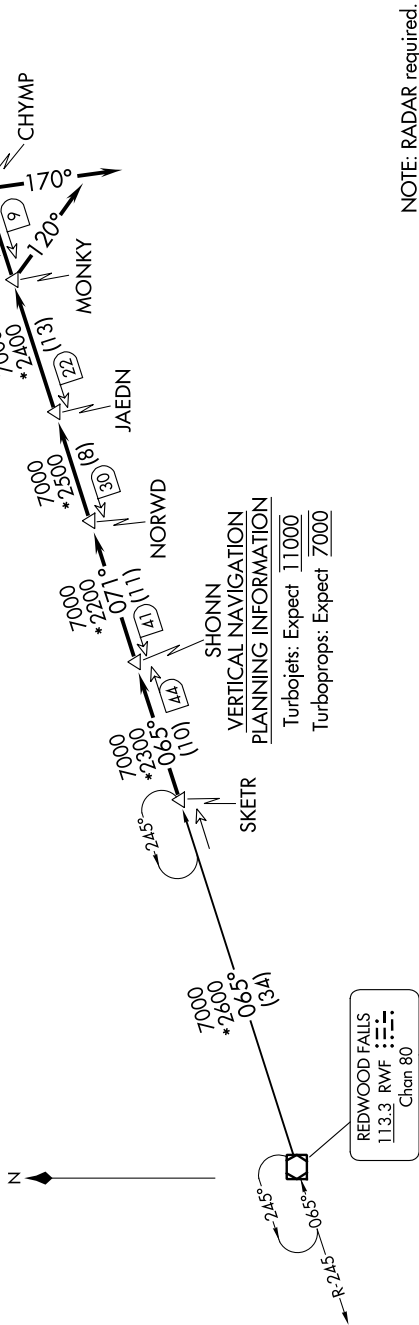 N
R-245
065°
245°
REDWOOD FALLS
113.3 RWF
Chan 80
7000
*2600
065°
(34)
245°
SKETR
7000
*2300
065°
(10)
44
SHONN
VERTICAL NAVIGATION
PLANNING INFORMATION
Turbojets: Expect 11000
Turboprops: Expect 7000
41
7000
*2200
071°
(11)
NORWD
30
7000
*2500
(8)
JAEDN
22
*2400
(13)
MONKY
9
120°
170°
CHYMP
NOTE: RADAR required.